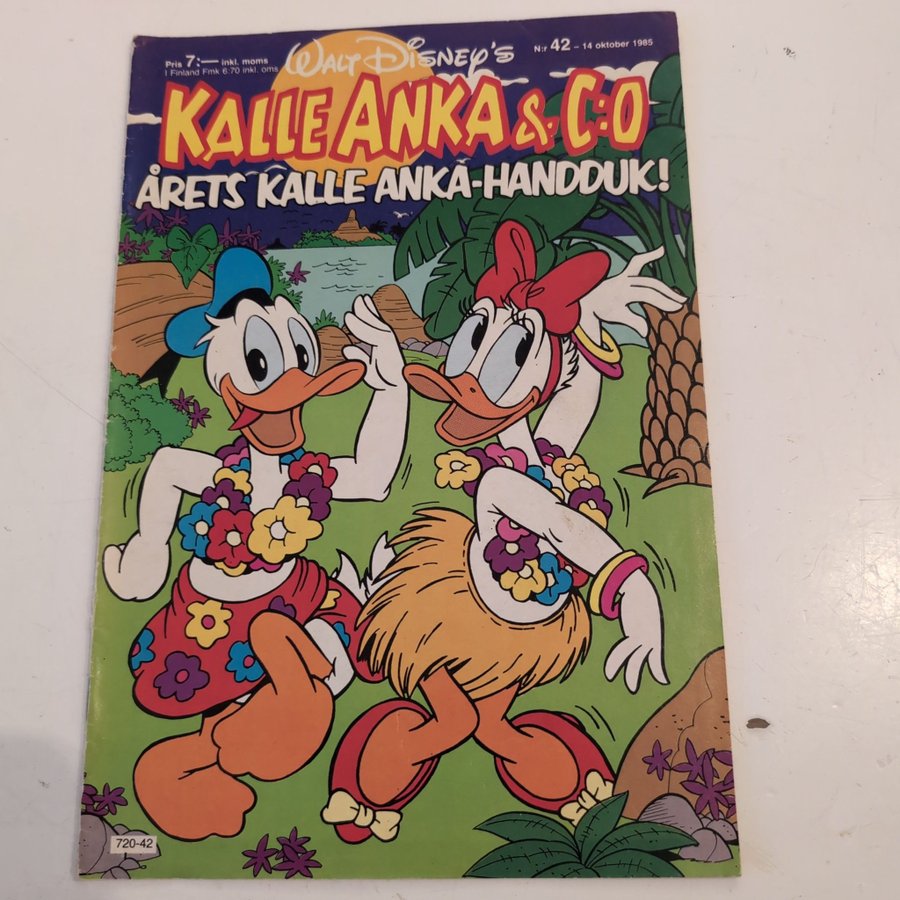 Pris 7:— inkl. moms
I Finland Fmk 6:70 inkl. oms
WALT DISNEY'S
N:r 42 – 14 oktober 1985
KALLE ANKA & C:O
ÅRETS KALLE ANKA-HANDDUK!
720-42